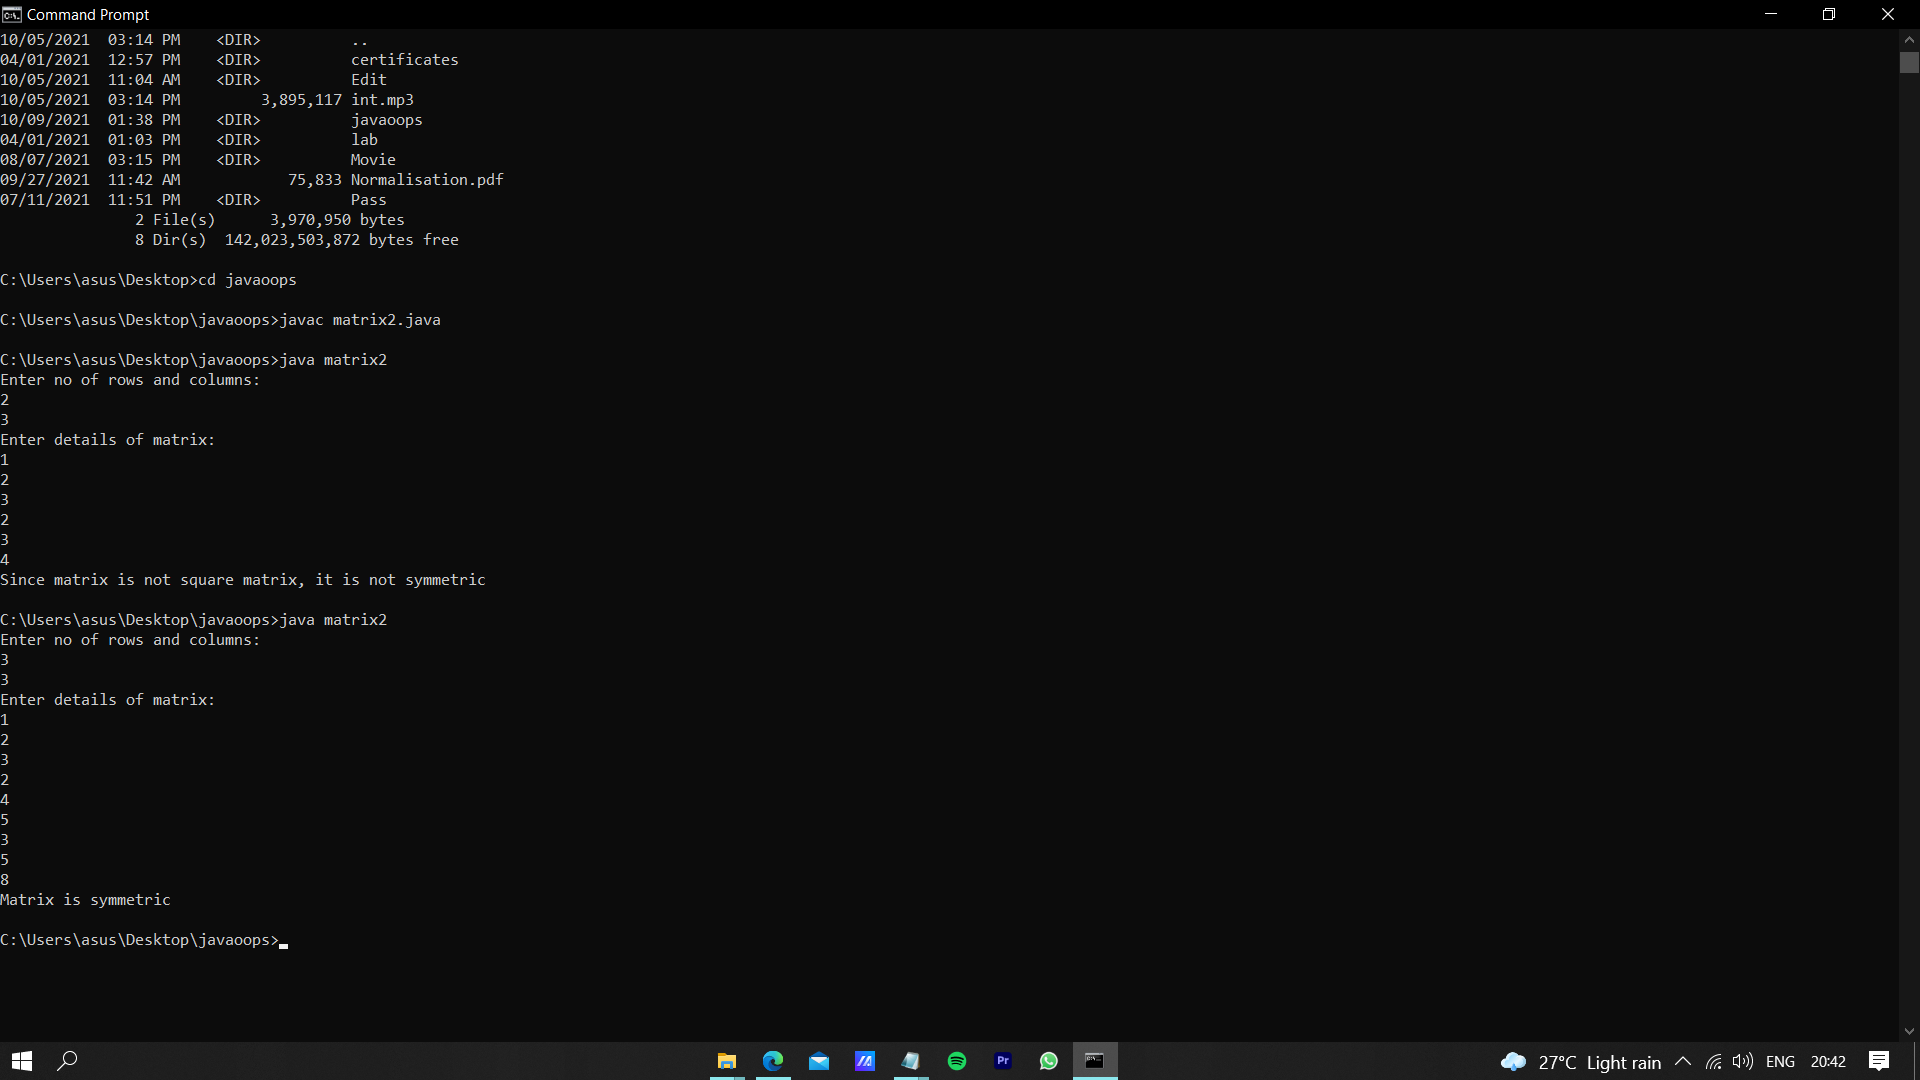 Command Prompt
10/05/2021  03:14 PM    <DIR>          ..
04/01/2021  12:57 PM    <DIR>          certificates
10/05/2021  11:04 AM    <DIR>          Edit
10/05/2021  03:14 PM         3,895,117 int.mp3
10/09/2021  01:38 PM    <DIR>          javaoops
04/01/2021  01:03 PM    <DIR>          lab
08/07/2021  03:15 PM    <DIR>          Movie
09/27/2021  11:42 AM            75,833 Normalisation.pdf
07/11/2021  11:51 PM    <DIR>          Pass
               2 File(s)      3,970,950 bytes
               8 Dir(s)  142,023,503,872 bytes free
C:\Users\asus\Desktop>cd javaoops
C:\Users\asus\Desktop\javaoops>javac matrix2.java
C:\Users\asus\Desktop\javaoops>java matrix2
Enter no of rows and columns:
2
3
Enter details of matrix:
1
2
3
2
3
4
Since matrix is not square matrix, it is not symmetric
C:\Users\asus\Desktop\javaoops>java matrix2
Enter no of rows and columns:
3
3
Enter details of matrix:
1
2
3
2
4
5
3
5
8
Matrix is symmetric
C:\Users\asus\Desktop\javaoops>
Pr
27°C Light rain ENG 20:42